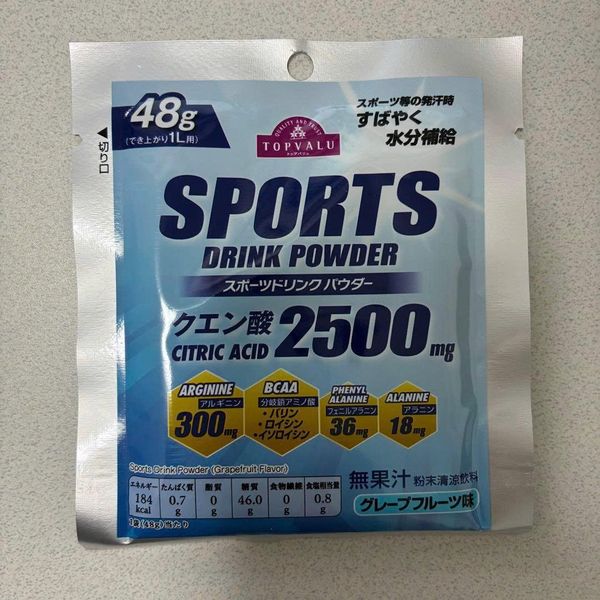 48g
(でき上がり1L用)
切り口
QUALITY AND TRUST
TOPVALU
トップバリュ
スポーツ等の発汗時
すばやく
水分補給
SPORTS
DRINK POWDER
スポーツドリンクパウダー
クエン酸
CITRIC ACID
2500mg
ARGININE
アルギニン
300mg
BCAA
分岐鎖アミノ酸
・バリン
・ロイシン
・イソロイシン
PHENYL
ALANINE
フェニルアラニン
36mg
ALANINE
アラニン
18mg
Sports Drink Powder (Grapefruit Flavor)
エネルギー たんぱく質 脂質 糖質 食物繊維 食塩相当量
184 kcal 0.7 g 0 g 46.0 g 0 g 0.8 g
1袋(48g)当たり
無果汁 粉末清涼飲料
グレープフルーツ味